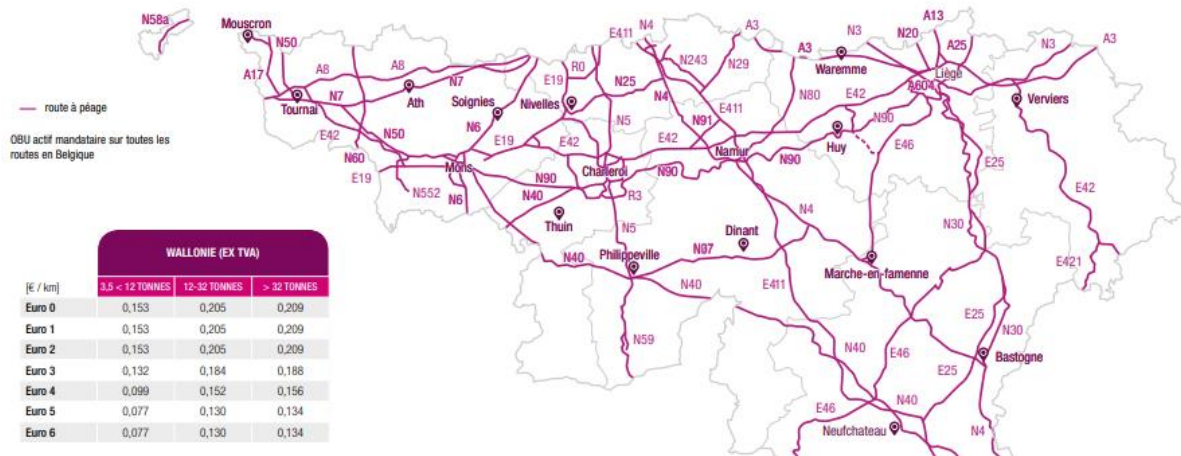 N58a
Mouscron
N50
A17
A8
A8
N7
N7
Tournai
Ath
Soignies
E42
N50
N60
E19
N552
Mons
N6
N6
E19
E19
R0
Nivelles
N25
E411
N4
N243
N29
N4
N91
E411
N5
E42
E42
Charleroi
N90
N90
N40
R3
Thuin
N5
Namur
N90
A3
A3
Waremme
N3
N20
A13
A25
Liège
A604
N3
A3
Verviers
N80
E42
Huy
N90
E46
E25
E42
E421
N30
N4
Dinant
Philippeville
N40
N40
N59
E411
Marche-en-famenne
E25
N30
Bastogne
N40
E46
E25
N40
E46
Neufchateau
N4
route à péage
OBU actif mandataire sur toutes les
routes en Belgique
WALLONIE (EX TVA)
[€ / km] 3,5 < 12 TONNES 12-32 TONNES > 32 TONNES
Euro 0 0,153 0,205 0,209
Euro 1 0,153 0,205 0,209
Euro 2 0,153 0,205 0,209
Euro 3 0,132 0,184 0,188
Euro 4 0,099 0,152 0,156
Euro 5 0,077 0,130 0,134
Euro 6 0,077 0,130 0,134